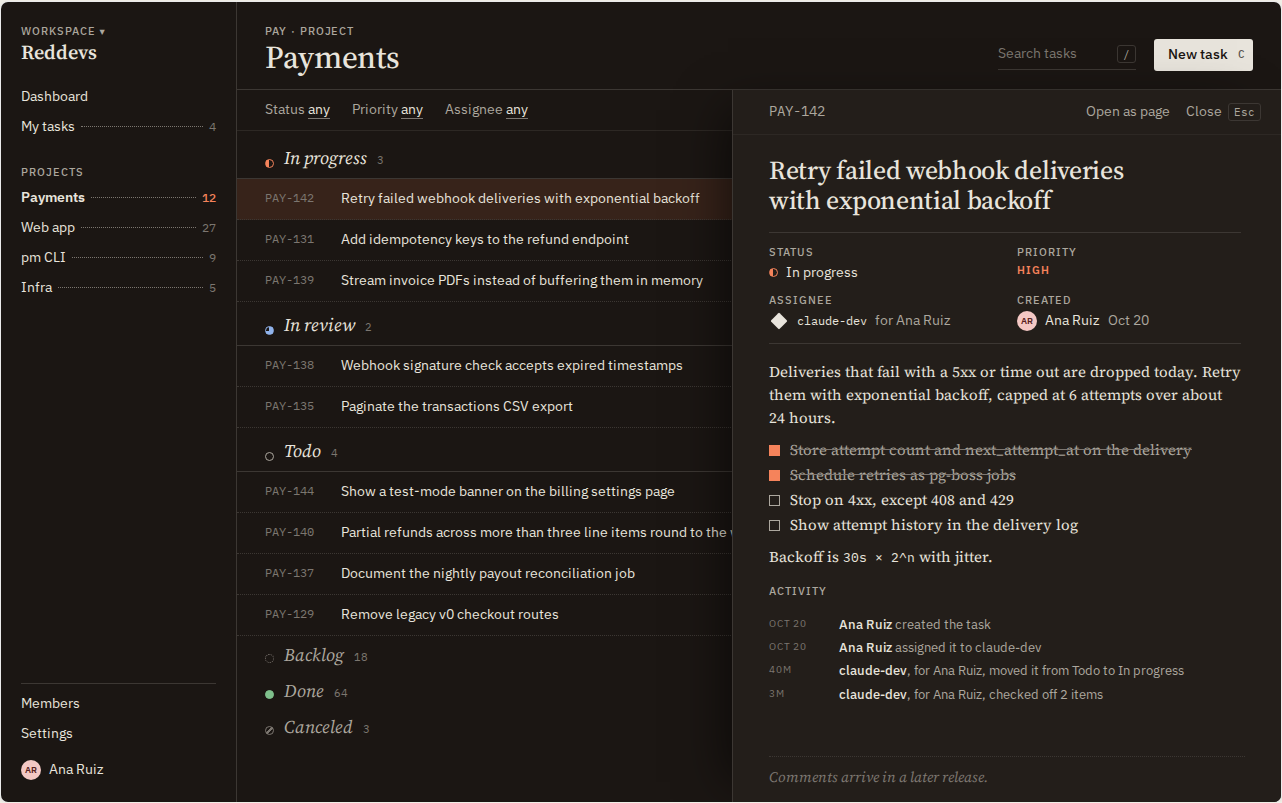 WORKSPACE ▾
Reddevs
Dashboard
My tasks 4
PROJECTS
Payments 12
Web app 27
pm CLI 9
Infra 5
Members
Settings
AR Ana Ruiz
PAY · PROJECT
Payments
Search tasks /
New task C
Status any Priority any Assignee any
In progress 3
PAY-142 Retry failed webhook deliveries with exponential backoff
PAY-131 Add idempotency keys to the refund endpoint
PAY-139 Stream invoice PDFs instead of buffering them in memory
In review 2
PAY-138 Webhook signature check accepts expired timestamps
PAY-135 Paginate the transactions CSV export
Todo 4
PAY-144 Show a test-mode banner on the billing settings page
PAY-140 Partial refunds across more than three line items round to the
PAY-137 Document the nightly payout reconciliation job
PAY-129 Remove legacy v0 checkout routes
Backlog 18
Done 64
Canceled 3
PAY-142 Open as page Close Esc
Retry failed webhook deliveries
with exponential backoff
STATUS PRIORITY
In progress HIGH
ASSIGNEE CREATED
claude-dev for Ana Ruiz AR Ana Ruiz Oct 20
Deliveries that fail with a 5xx or time out are dropped today. Retry
them with exponential backoff, capped at 6 attempts over about
24 hours.
Store attempt count and next_attempt_at on the delivery
Schedule retries as pg-boss jobs
Stop on 4xx, except 408 and 429
Show attempt history in the delivery log
Backoff is 30s × 2^n with jitter.
ACTIVITY
OCT 20 Ana Ruiz created the task
OCT 20 Ana Ruiz assigned it to claude-dev
40M claude-dev, for Ana Ruiz, moved it from Todo to In progress
3M claude-dev, for Ana Ruiz, checked off 2 items
Comments arrive in a later release.